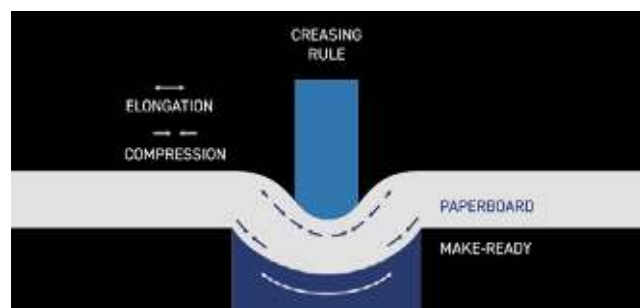 CREASING
RULE
ELONGATION
COMPRESSION
PAPERBOARD
MAKE-READY